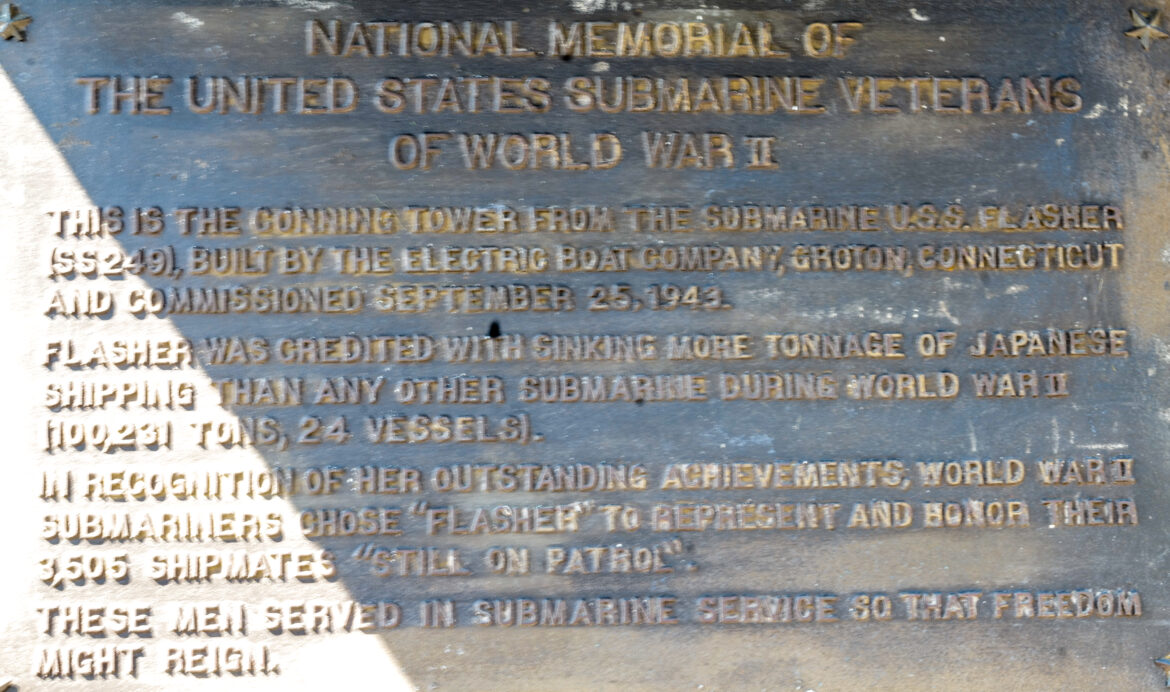 NATIONAL MEMORIAL OF
THE UNITED STATES SUBMARINE VETERANS
OF WORLD WAR II
THIS IS THE CONNING TOWER FROM THE SUBMARINE U.S.S. FLASHER
(SS249), BUILT BY THE ELECTRIC BOAT COMPANY, GROTON, CONNECTICUT
AND COMMISSIONED SEPTEMBER 25, 1943.
FLASHER WAS CREDITED WITH SINKING MORE TONNAGE OF JAPANESE
SHIPPING THAN ANY OTHER SUBMARINE DURING WORLD WAR II
(100,231 TONS, 24 VESSELS).
IN RECOGNITION OF HER OUTSTANDING ACHIEVEMENTS, WORLD WAR II
SUBMARINERS CHOSE "FLASHER" TO REPRESENT AND HONOR THEIR
3,505 SHIPMATES "STILL ON PATROL".
THESE MEN SERVED IN SUBMARINE SERVICE SO THAT FREEDOM
MIGHT REIGN.